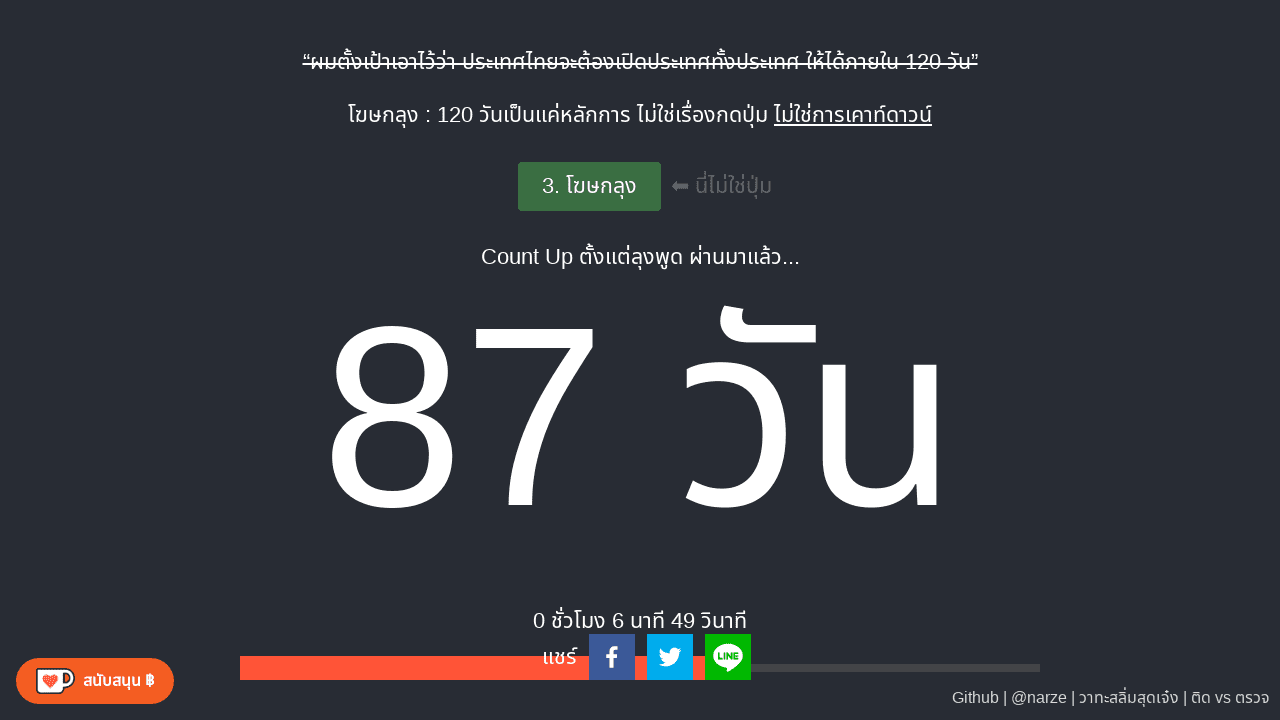 “ผมตั้งเป้าเอาไว้ว่า ประเทศไทยจะต้องเปิดประเทศทั้งประเทศ ให้ได้ภายใน 120 วัน”
โฆษกลุง : 120 วันเป็นแค่หลักการ ไม่ใช่เรื่องกดปุ่ม ไม่ใช่การเคาท์ดาวน์
3. โฆษกลุง ⬅ นี่ไม่ใช่ปุ่ม
Count Up ตั้งแต่ลุงพูด ผ่านมาแล้ว...
87 วัน
0 ชั่วโมง 6 นาที 49 วินาที
แชร์
LINE
สนับสนุน ฿
Github | @narze | วาทะสลิ่มสุดเจ๋ง | ติด vs ตรวจ